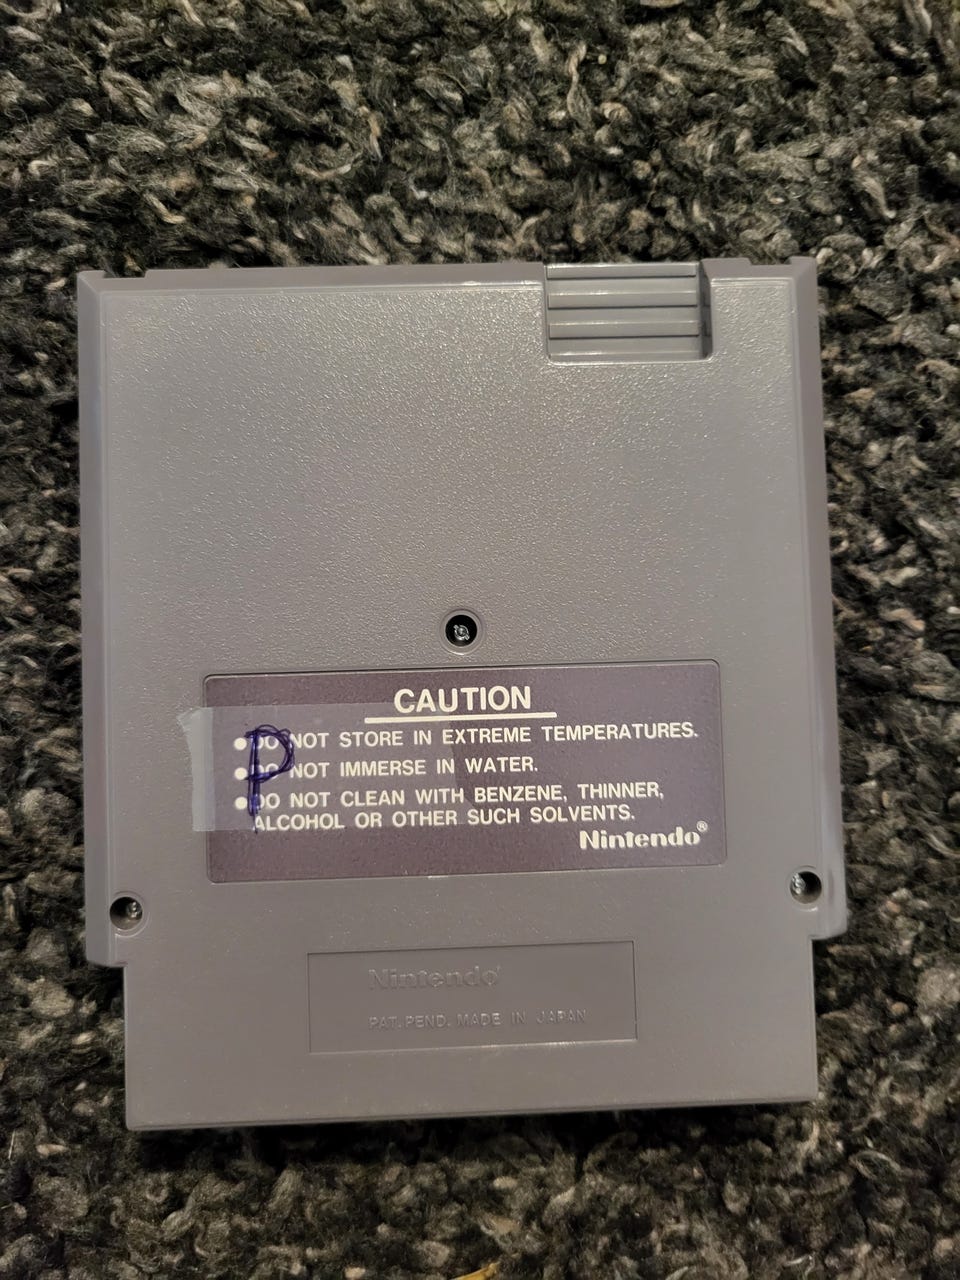 CAUTION
P
•DO NOT STORE IN EXTREME TEMPERATURES.
•DO NOT IMMERSE IN WATER.
•DO NOT CLEAN WITH BENZENE, THINNER,
ALCOHOL OR OTHER SUCH SOLVENTS.
Nintendo®
Nintendo®
PAT. PEND. MADE IN JAPAN